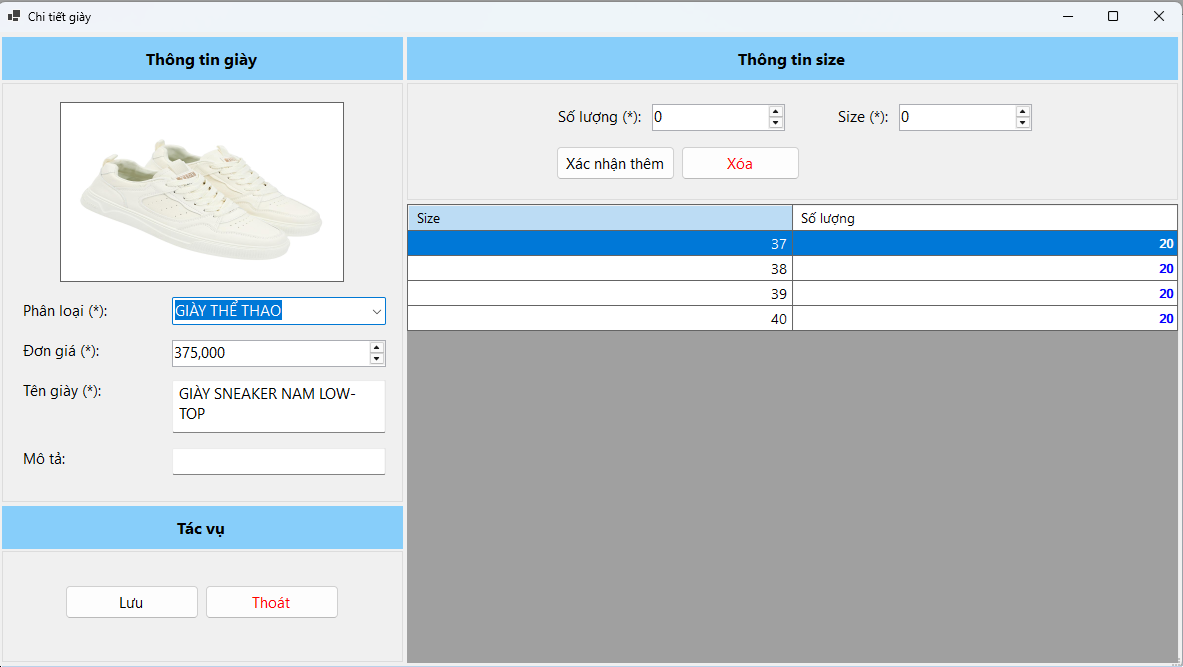 Chi tiết giày
Thông tin giày
Phân loại (*):
GIÀY THỂ THAO
Đơn giá (*):
375,000
Tên giày (*):
GIÀY SNEAKER NAM LOW-
TOP
Mô tả:
Tác vụ
Lưu
Thoát
Thông tin size
Số lượng (*):
0
Size (*):
0
Xác nhận thêm
Xóa
Size
Số lượng
37
20
38
20
39
20
40
20